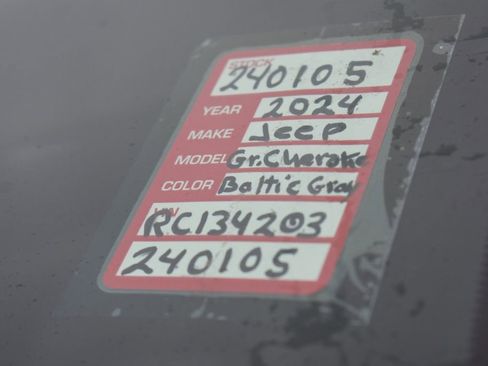 STOCK
240105
YEAR 2024
MAKE Jeep
MODEL Gr.Cherokee
COLOR Baltic Gray
VIN
RC134203
240105